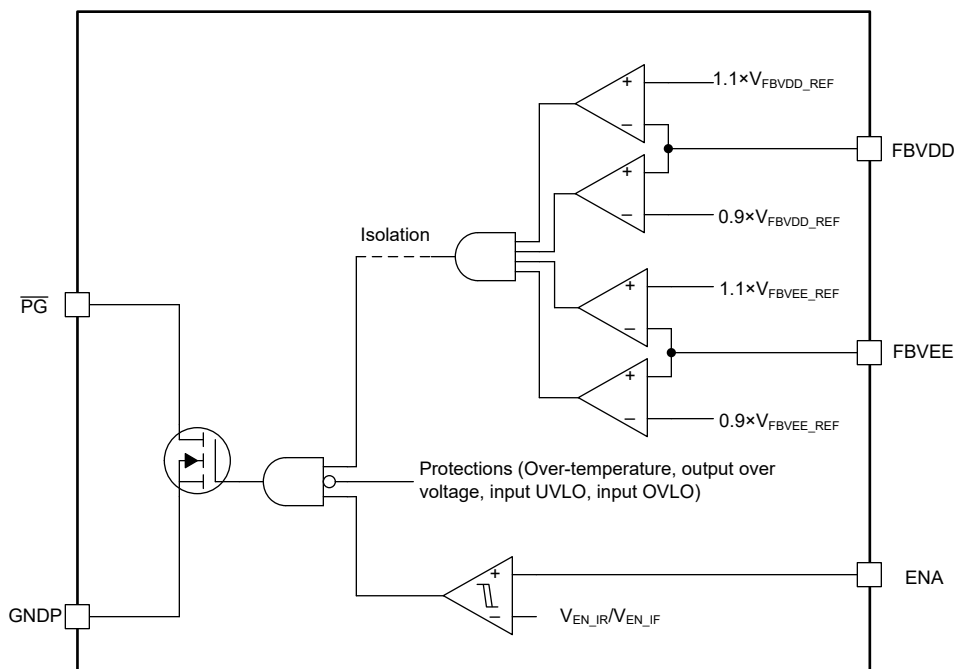 1.1×VFBVDD_REF
+
−
FBVDD
+
−
0.9×VFBVDD_REF
Isolation
1.1×VFBVEE_REF
+
−
PG
FBVEE
+
−
0.9×VFBVEE_REF
Protections (Over-temperature, output over
voltage, input UVLO, input OVLO)
+
ENA
−
VEN_IR/VEN_IF
GNDP